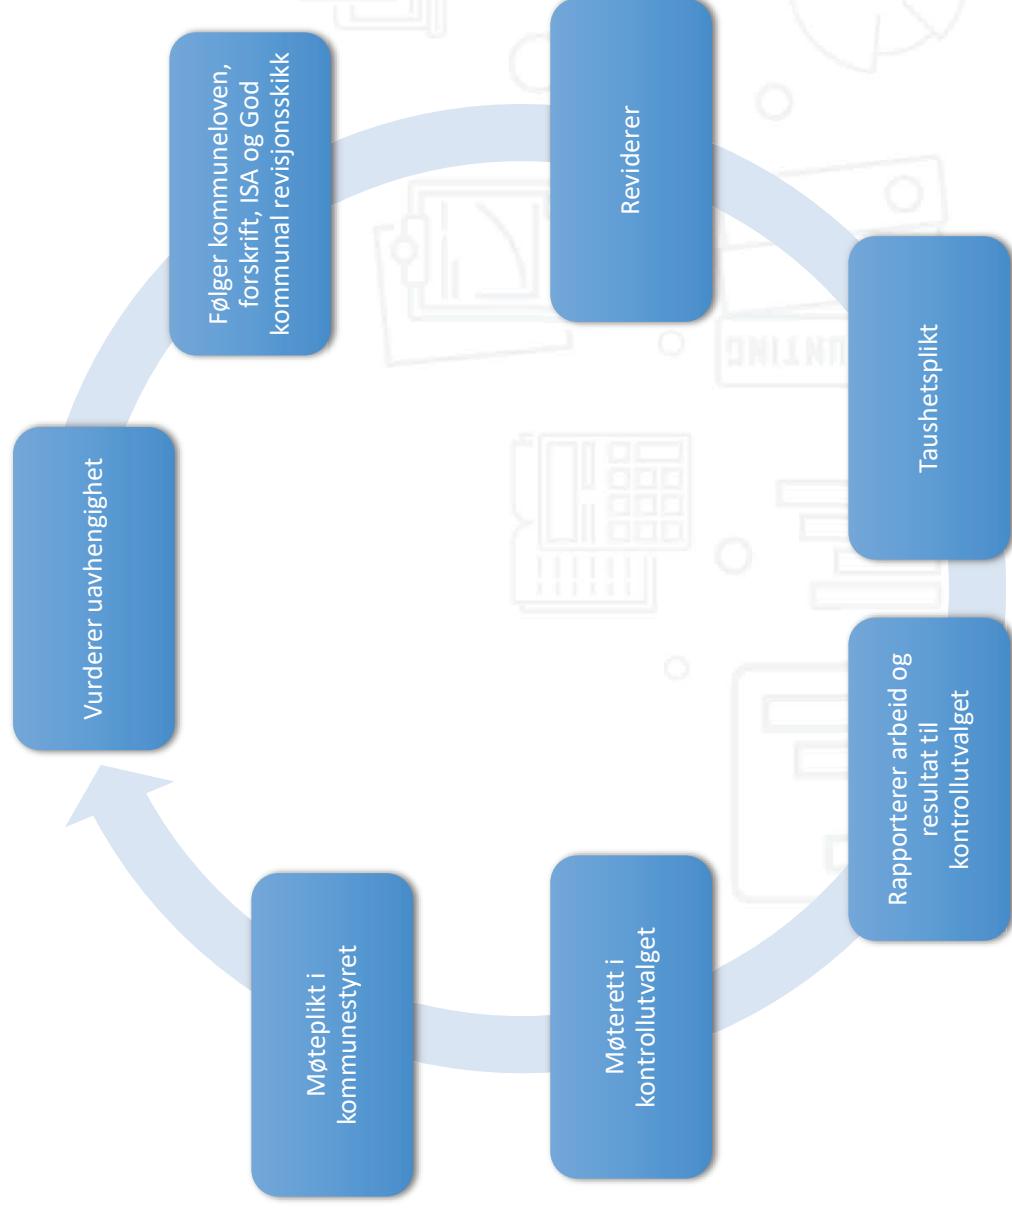 Vurderer uavhengighet
Følger kommuneloven,
forskrift, ISA og God
kommunal revisjonsskikk
Reviderer
Taushetsplikt
Rapporterer arbeid og
resultat til
kontrollutvalget
Møterett i
kontrollutvalget
Møteplikt i
kommunestyret